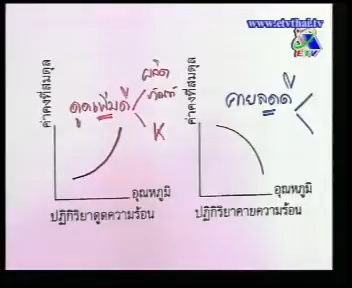 www.etvthai.tv
ETV
ค่าคงที่สมดุล
ดูดเพิ่มดี
ผลิต
ภัณฑ์
K
อุณหภูมิ
ปฏิกิริยาดูดความร้อน
ค่าคงที่สมดุล
คายลดดี
อุณหภูมิ
ปฏิกิริยาคายความร้อน